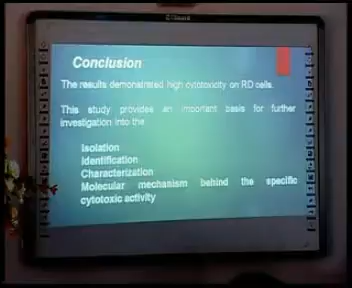 Conclusion
The results demonstrated high cytotoxicity on RD cells.
This study provides an important basis for further
investigation into the
Isolation
Identification
Characterization
Molecular mechanism behind the specific
cytotoxic activity